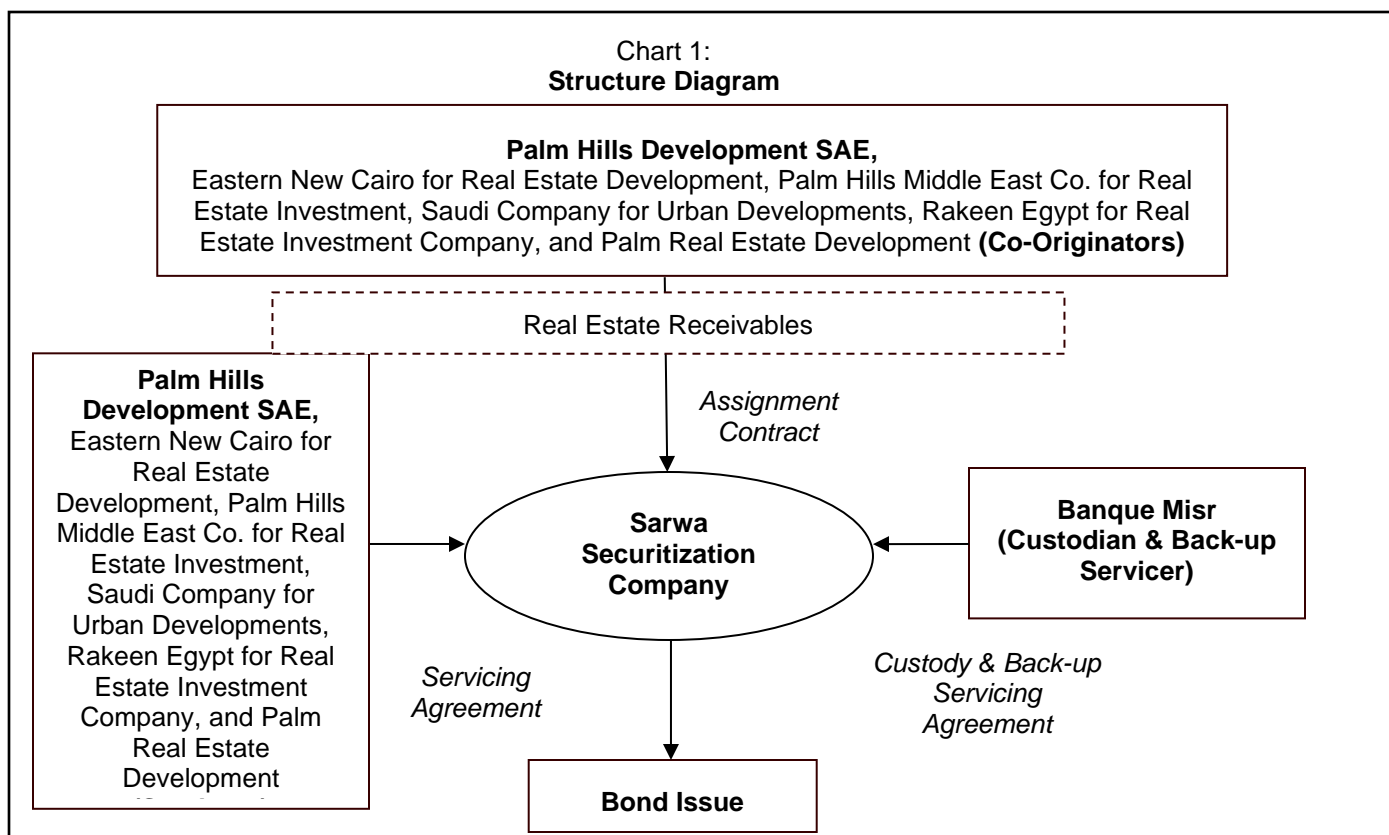 Chart 1:
Structure Diagram
Palm Hills Development SAE,
Eastern New Cairo for Real Estate Development, Palm Hills Middle East Co. for Real
Estate Investment, Saudi Company for Urban Developments, Rakeen Egypt for Real
Estate Investment Company, and Palm Real Estate Development (Co-Originators)
Real Estate Receivables
Palm Hills
Development SAE,
Eastern New Cairo for
Real Estate
Development, Palm Hills
Middle East Co. for Real
Estate Investment,
Saudi Company for
Urban Developments,
Rakeen Egypt for Real
Estate Investment
Company, and Palm
Real Estate
Development
Assignment
Contract
Sarwa
Securitization
Company
Banque Misr
(Custodian & Back-up
Servicer)
Servicing
Agreement
Custody & Back-up
Servicing
Agreement
Bond Issue